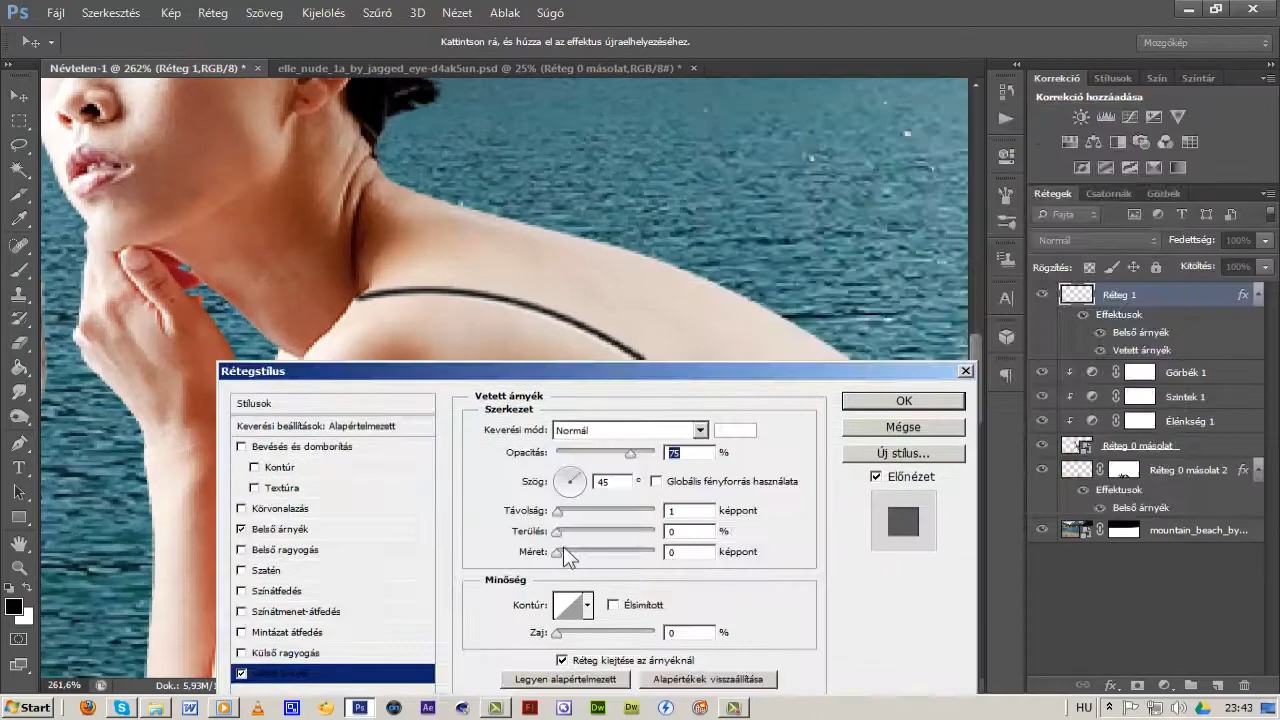 Ps Fájl Szerkesztés Kép Réteg Szöveg Kijelölés Szűrő 3D Nézet Ablak Súgó
Kattintson rá, és húzza el az effektus újraelhelyezéséhez.
Mozgókép
Névtelen-1 @ 262% (Réteg 1,RGB/8) * ×
elle_nude_1a_by_jagged_eye-d4ak5un.psd @ 25% (Réteg 0 másolat,RGB/8#) * ×
Korrekció Stílusok Szín Színtár
Korrekció hozzáadása
Rétegek Csatornák Görbék
Fajta
Normál Fedettség: 100%
Rögzítés: Kitöltés: 100%
Réteg 1 fx
Effektusok
Belső árnyék
Vetett árnyék
Görbék 1
Szintek 1
Élénkség 1
Réteg 0 másolat
Réteg 0 másolat 2 fx
Effektusok
Belső árnyék
mountain_beach_by...
Rétegstílus
Stílusok
Keverési beállítások: Alapértelmezett
Bevésés és domborítás
Kontúr
Textúra
Körvonalazás
Belső árnyék
Belső ragyogás
Szatén
Színátfedés
Színátmenet-átfedés
Mintázat átfedés
Külső ragyogás
Vetett árnyék
Szerkezet
Keverési mód: Normál
Opacitás: 75 %
Szög: 45 ° Globális fényforrás használata
Távolság: 1 képpont
Terülés: 0 %
Méret: 0 képpont
Minőség
Kontúr: Élsimított
Zaj: 0 %
Réteg kiejtése az árnyéknál
Legyen alapértelmezett Alapértékek visszaállítása
OK
Mégse
Új stílus...
Előnézet
261,6% Dok.: 5,93M/1
Start
HU 23:43